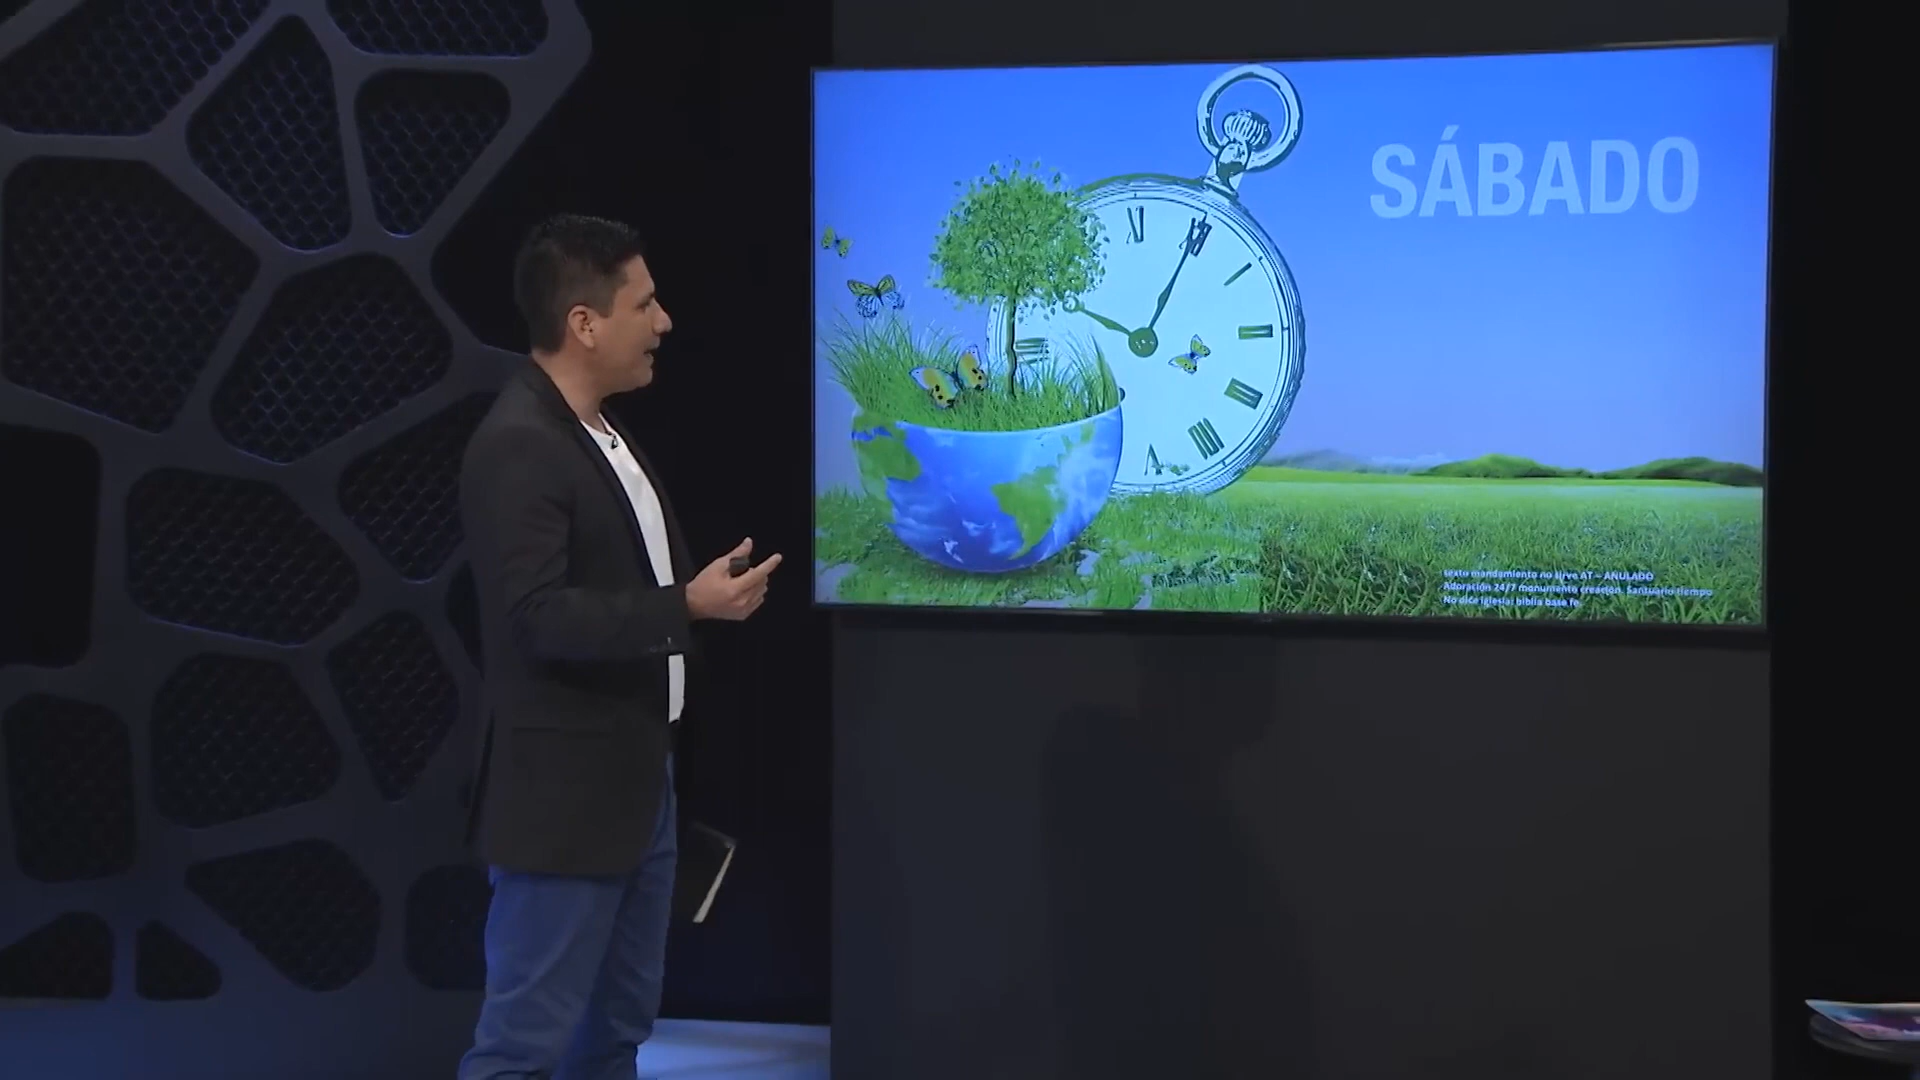 SÁBADO
sexto mandamiento no sirve AT – ANULADO
Adoración 24/7 monumento creación. Santuario tiempo
No dice iglesia: biblia base fe.